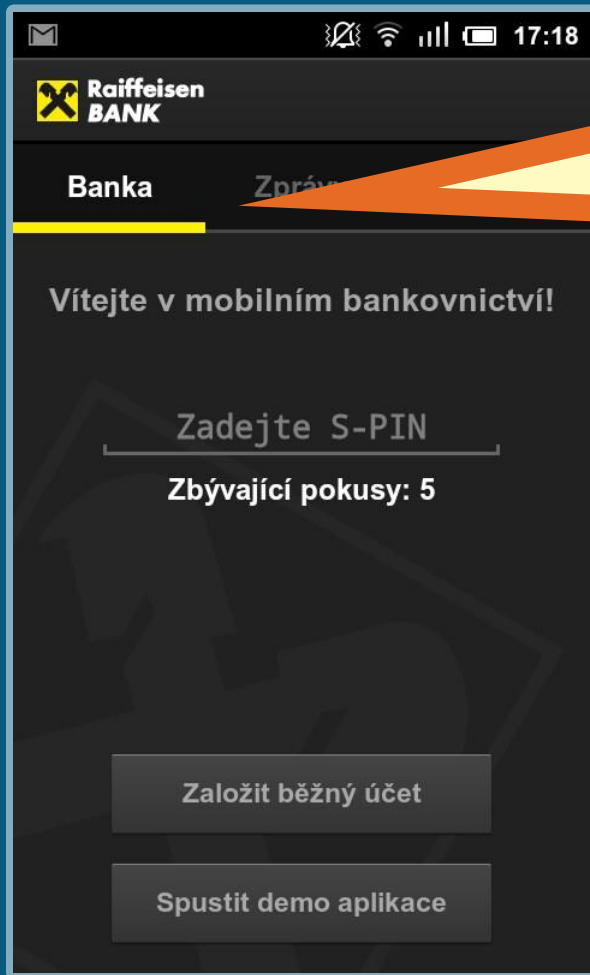 17:18
Raiffeisen
BANK
Banka
Vítejte v mobilním bankovnictví!
Zadejte S-PIN
Zbývající pokusy: 5
Založit běžný účet
Spustit demo aplikace